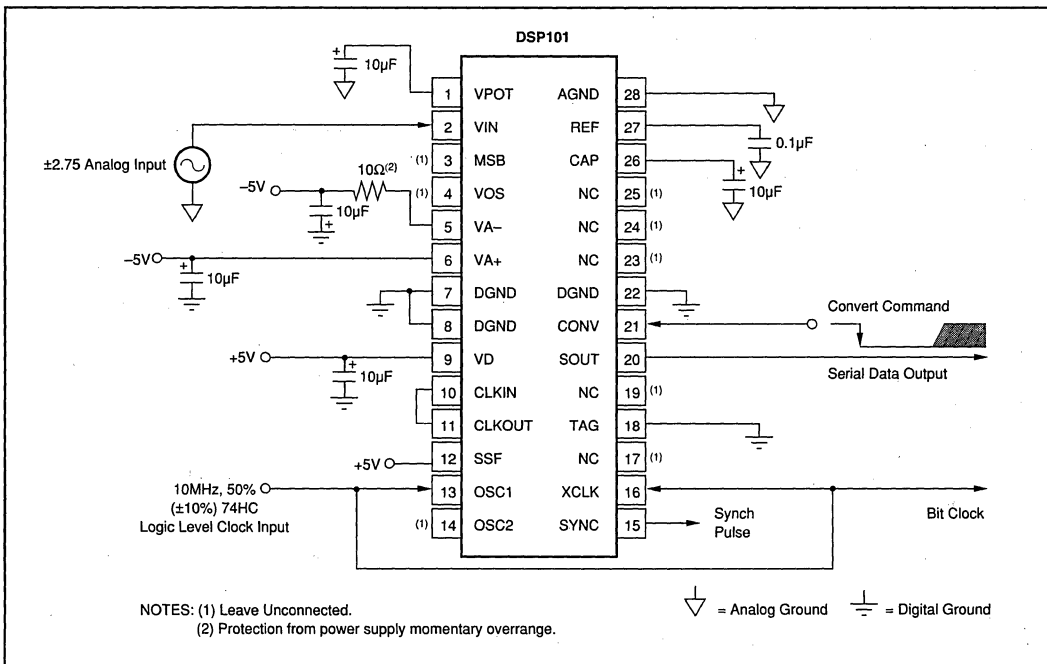 DSP101
+
10µF
1 VPOT AGND 28
2 VIN REF 27
0.1µF
±2.75 Analog Input
(1) 3 MSB CAP 26
+
10µF
10Ω(2)
–5V
(1) 4 VOS NC 25 (1)
10µF
+
5 VA– NC 24 (1)
–5V
+
10µF
6 VA+ NC 23 (1)
7 DGND DGND 22
Convert Command
8 DGND CONV 21
+5V
+
10µF
9 VD SOUT 20
Serial Data Output
10 CLKIN NC 19 (1)
11 CLKOUT TAG 18
+5V
12 SSF NC 17 (1)
10MHz, 50%
(±10%) 74HC
Logic Level Clock Input
13 OSC1 XCLK 16
Bit Clock
(1) 14 OSC2 SYNC 15
Synch
Pulse
NOTES: (1) Leave Unconnected.
(2) Protection from power supply momentary overrange.
= Analog Ground
= Digital Ground